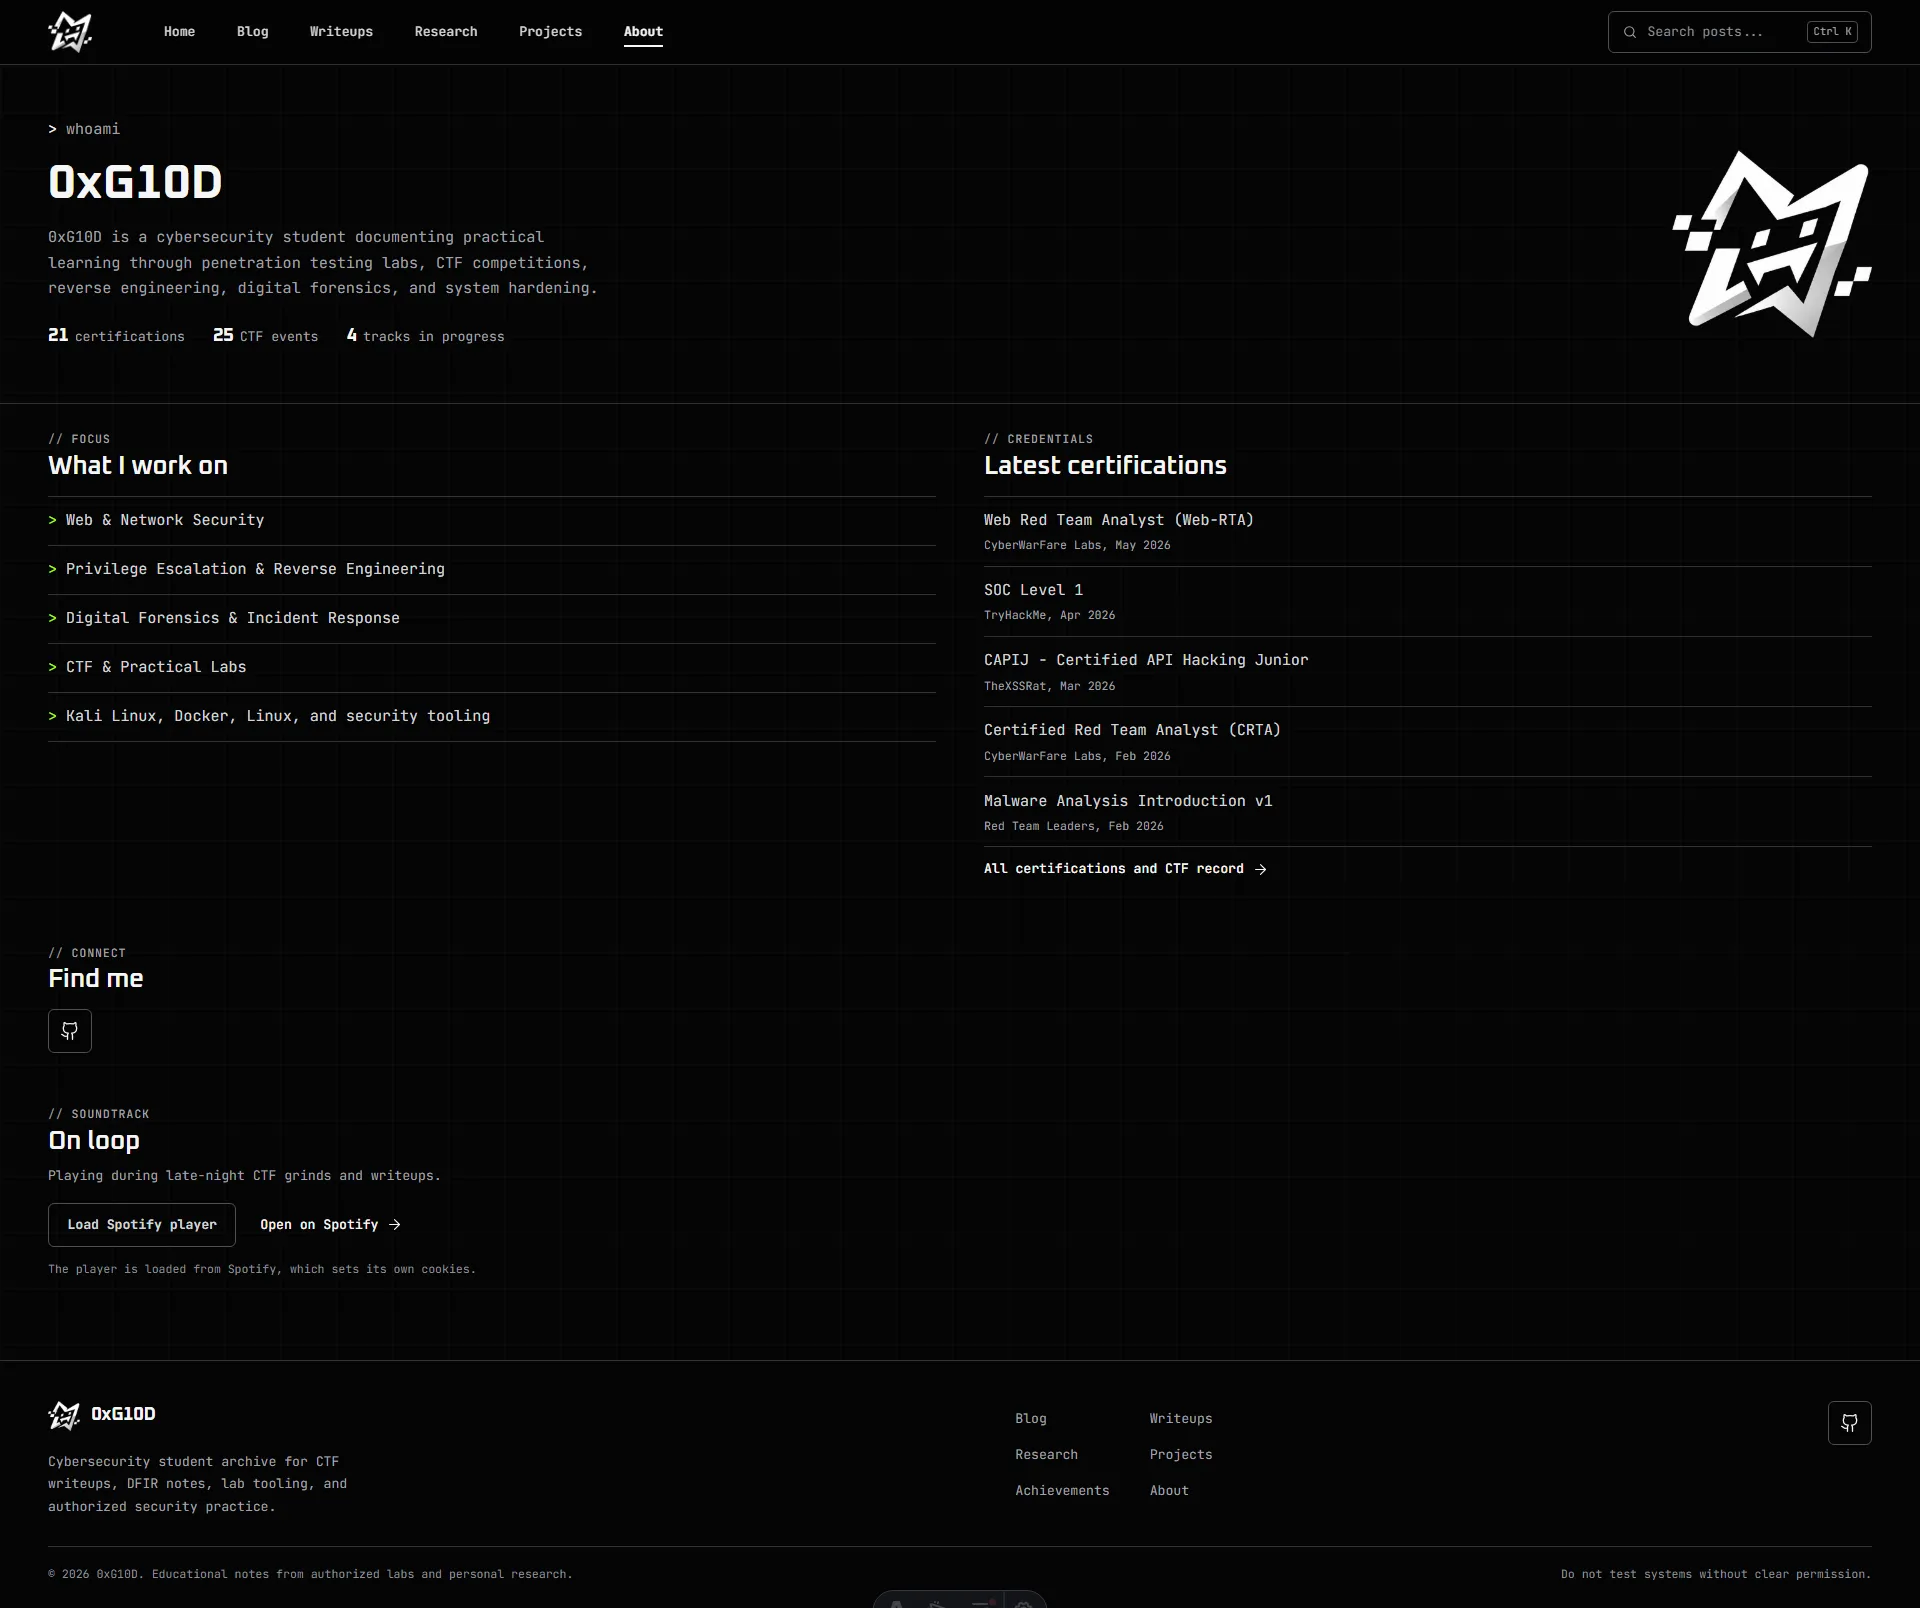 Home
Blog
Writeups
Research
Projects
About
Search posts...
Ctrl K
> whoami
0xG10D
0xG10D is a cybersecurity student documenting practical
learning through penetration testing labs, CTF competitions,
reverse engineering, digital forensics, and system hardening.
21 certifications
25 CTF events
4 tracks in progress
// FOCUS
What I work on
> Web & Network Security
> Privilege Escalation & Reverse Engineering
> Digital Forensics & Incident Response
> CTF & Practical Labs
> Kali Linux, Docker, Linux, and security tooling
// CREDENTIALS
Latest certifications
Web Red Team Analyst (Web-RTA)
CyberWarFare Labs, May 2026
SOC Level 1
TryHackMe, Apr 2026
CAPIJ - Certified API Hacking Junior
TheXSSRat, Mar 2026
Certified Red Team Analyst (CRTA)
CyberWarFare Labs, Feb 2026
Malware Analysis Introduction v1
Red Team Leaders, Feb 2026
All certifications and CTF record →
// CONNECT
Find me
// SOUNDTRACK
On loop
Playing during late-night CTF grinds and writeups.
Load Spotify player
Open on Spotify →
The player is loaded from Spotify, which sets its own cookies.
0xG10D
Cybersecurity student archive for CTF
writeups, DFIR notes, lab tooling, and
authorized security practice.
Blog
Writeups
Research
Projects
Achievements
About
© 2026 0xG10D. Educational notes from authorized labs and personal research.
Do not test systems without clear permission.